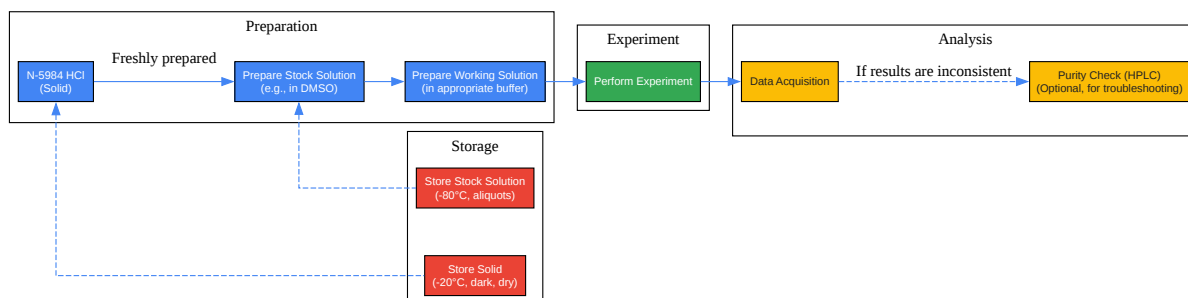 Preparation
N-5984 HCl
(Solid)
Freshly prepared
Prepare Stock Solution
(e.g., in DMSO)
Prepare Working Solution
(in appropriate buffer)
Experiment
Perform Experiment
Analysis
Data Acquisition
If results are inconsistent
Purity Check (HPLC)
(Optional, for troubleshooting)
Storage
Store Stock Solution
(-80°C, aliquots)
Store Solid
(-20°C, dark, dry)